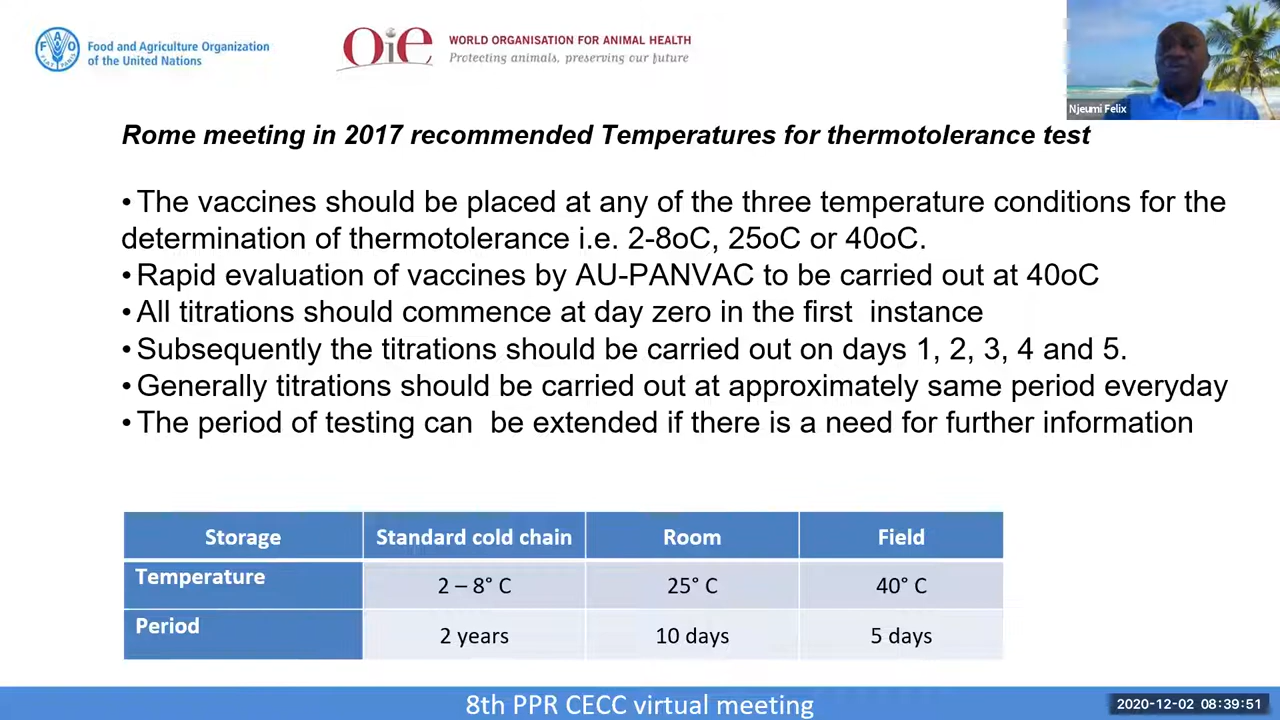 Food and Agriculture Organization
of the United Nations
FAO
FIAT PANIS
OiE
WORLD ORGANISATION FOR ANIMAL HEALTH
Protecting animals, preserving our future
Njeumi Felix
Rome meeting in 2017 recommended Temperatures for thermotolerance test
• The vaccines should be placed at any of the three temperature conditions for the
determination of thermotolerance i.e. 2-8oC, 25oC or 40oC.
• Rapid evaluation of vaccines by AU-PANVAC to be carried out at 40oC
• All titrations should commence at day zero in the first instance
• Subsequently the titrations should be carried out on days 1, 2, 3, 4 and 5.
• Generally titrations should be carried out at approximately same period everyday
• The period of testing can be extended if there is a need for further information
Storage Standard cold chain Room Field
Temperature 2 – 8° C 25° C 40° C
Period 2 years 10 days 5 days
8th PPR CECC virtual meeting
2020-12-02 08:39:51